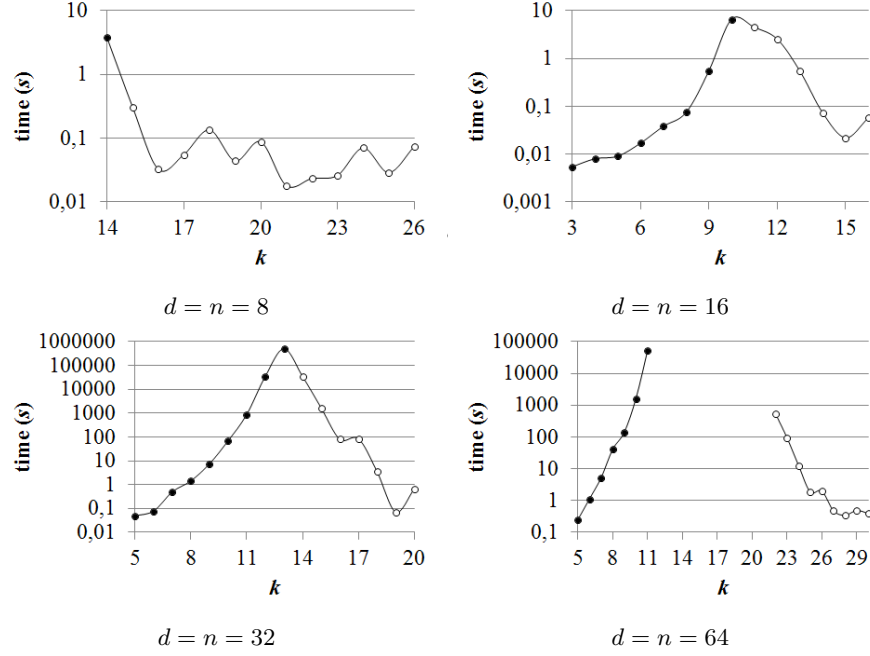 10
1
0,1
0,01
time (s)
14 17 20 23 26
k
d = n = 8
10
1
0,1
0,01
0,001
time (s)
3 6 9 12 15
k
d = n = 16
1000000
100000
10000
1000
100
10
1
0,1
0,01
time (s)
5 8 11 14 17 20
k
d = n = 32
100000
10000
1000
100
10
1
0,1
time (s)
5 8 11 14 17 20 23 26 29
k
d = n = 64